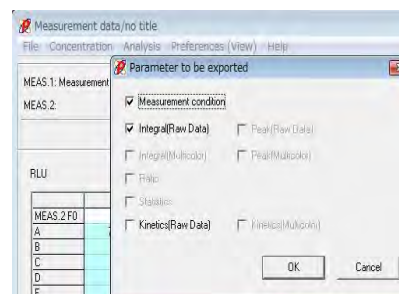 Measurement data/no title
File Concentration Analysis Preferences (View) Help
Parameter to be exported
MEAS.1: Measurement
MEAS.2:
Measurement condition
Integral(Raw Data) Peak(Raw Data)
Integral(Multicolor) Peak(Multicolor)
Ratio
RLU
Statistics
MEAS.2 F0
Kinetics(Raw Data) Kinetics(Multicolor)
A
B
C
D
E
OK Cancel